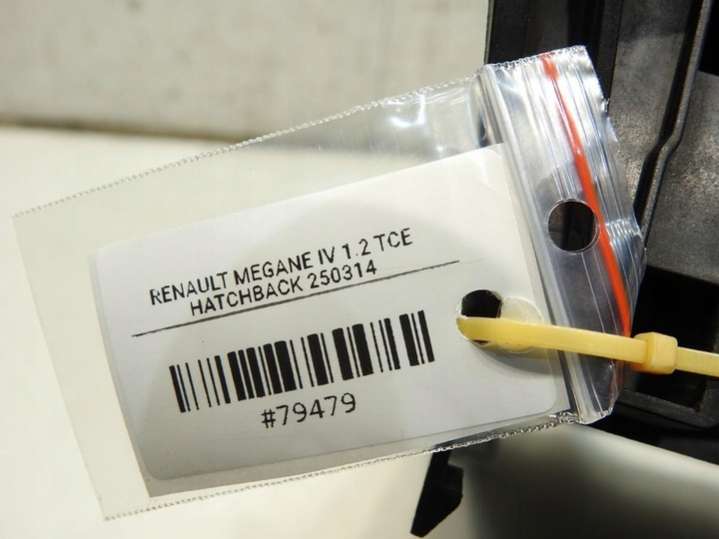 RENAULT MEGANE IV 1.2 TCE
HATCHBACK 250314
#79479